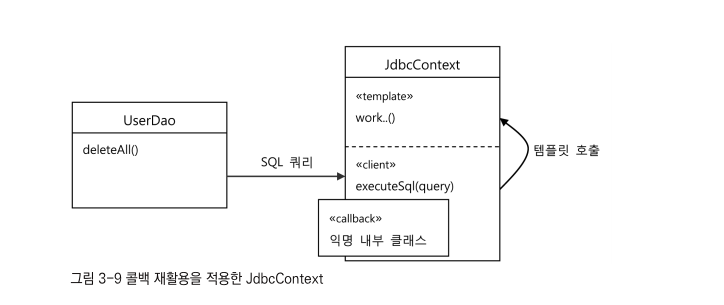 JdbcContext
«template»
work..()
UserDao
deleteAll()
SQL 쿼리
템플릿 호출
«client»
executeSql(query)
«callback»
익명 내부 클래스
그림 3-9 콜백 재활용을 적용한 JdbcContext